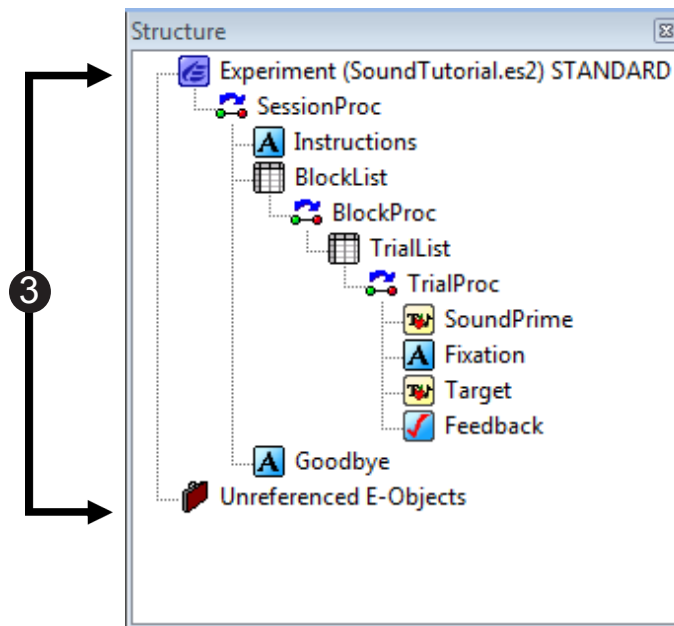 Structure
Experiment (SoundTutorial.es2) STANDARD
SessionProc
A Instructions
BlockList
BlockProc
TrialList
TrialProc
SoundPrime
A Fixation
Target
Feedback
3
A Goodbye
Unreferenced E-Objects